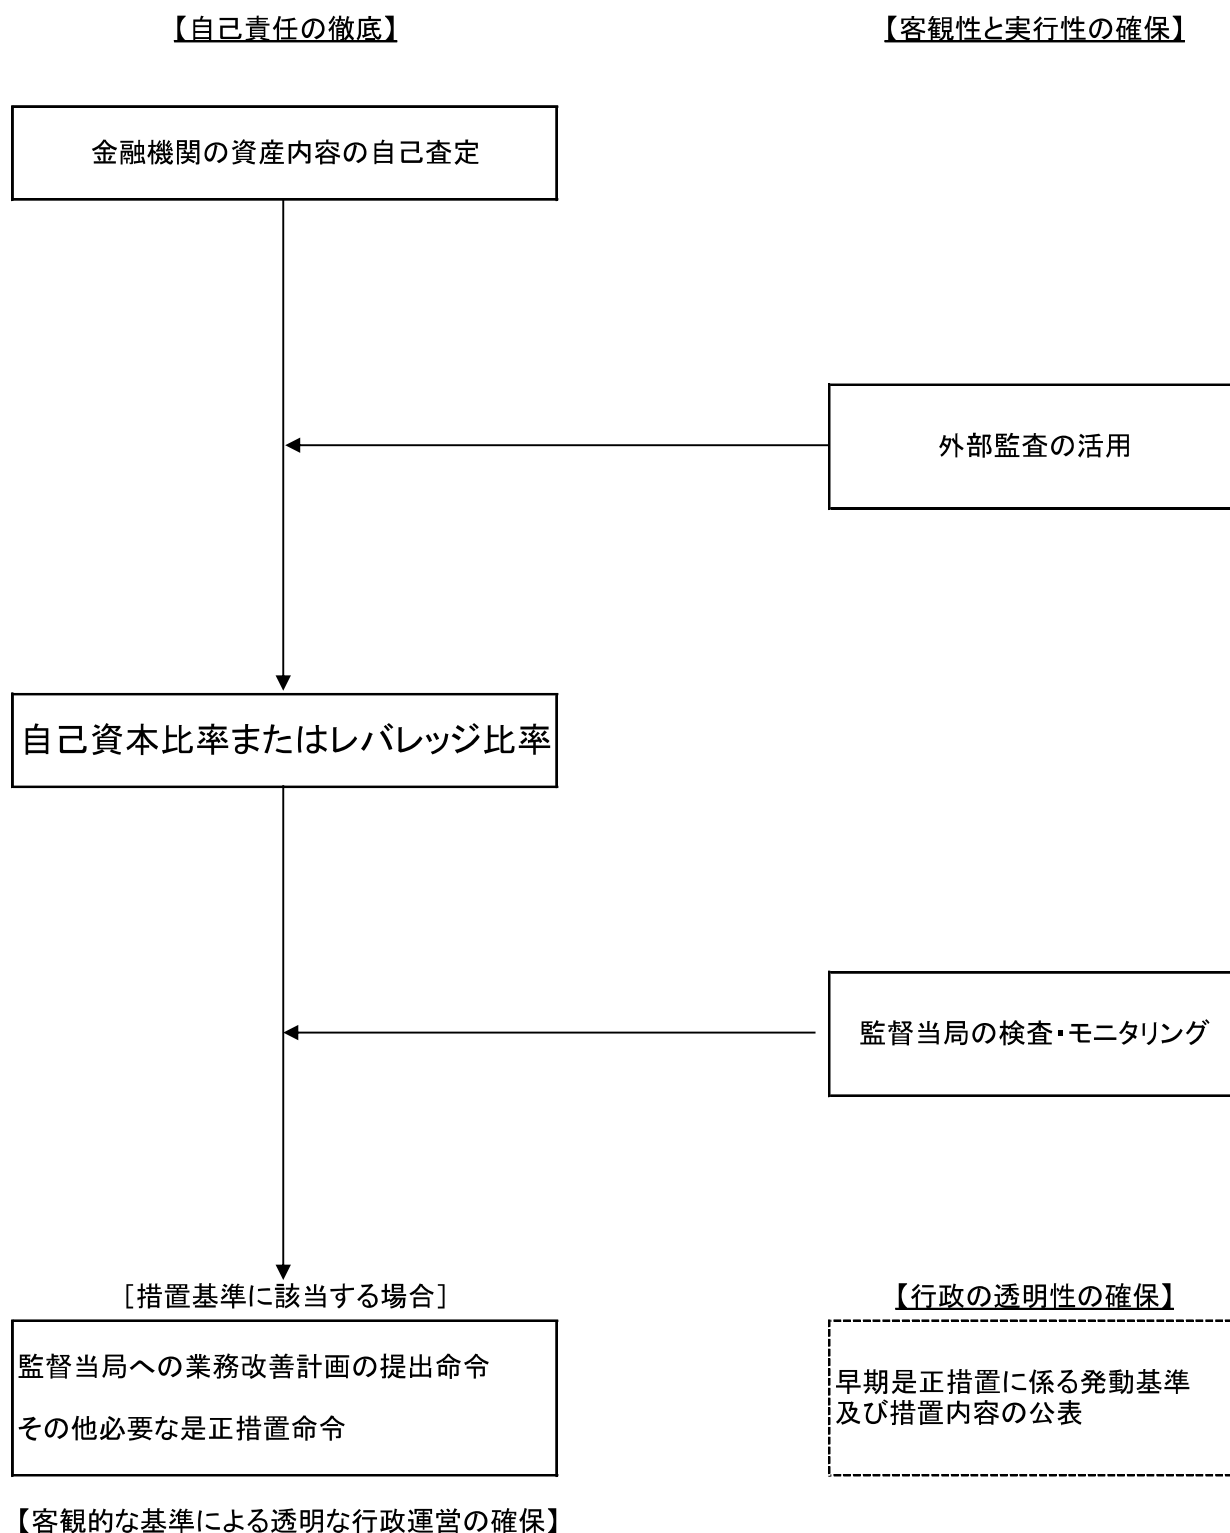 【自己責任の徹底】
【客観性と実行性の確保】
金融機関の資産内容の自己査定
外部監査の活用
自己資本比率またはレバレッジ比率
監督当局の検査・モニタリング
[措置基準に該当する場合]
【行政の透明性の確保】
監督当局への業務改善計画の提出命令
その他必要な是正措置命令
早期是正措置に係る発動基準
及び措置内容の公表
【客観的な基準による透明な行政運営の確保】